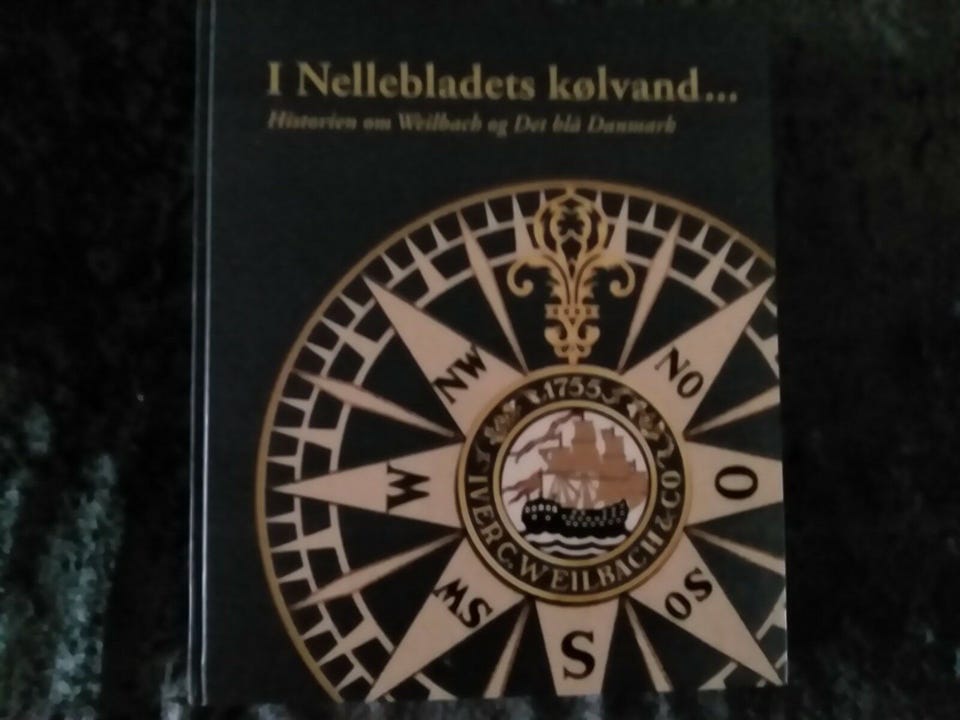 I Nellebladets kølvand...
Historien om Weilbach og Det blå Danmark
NW
NO
1755
W
O
IVER C. WEILBACH & CO
SW
SO
S